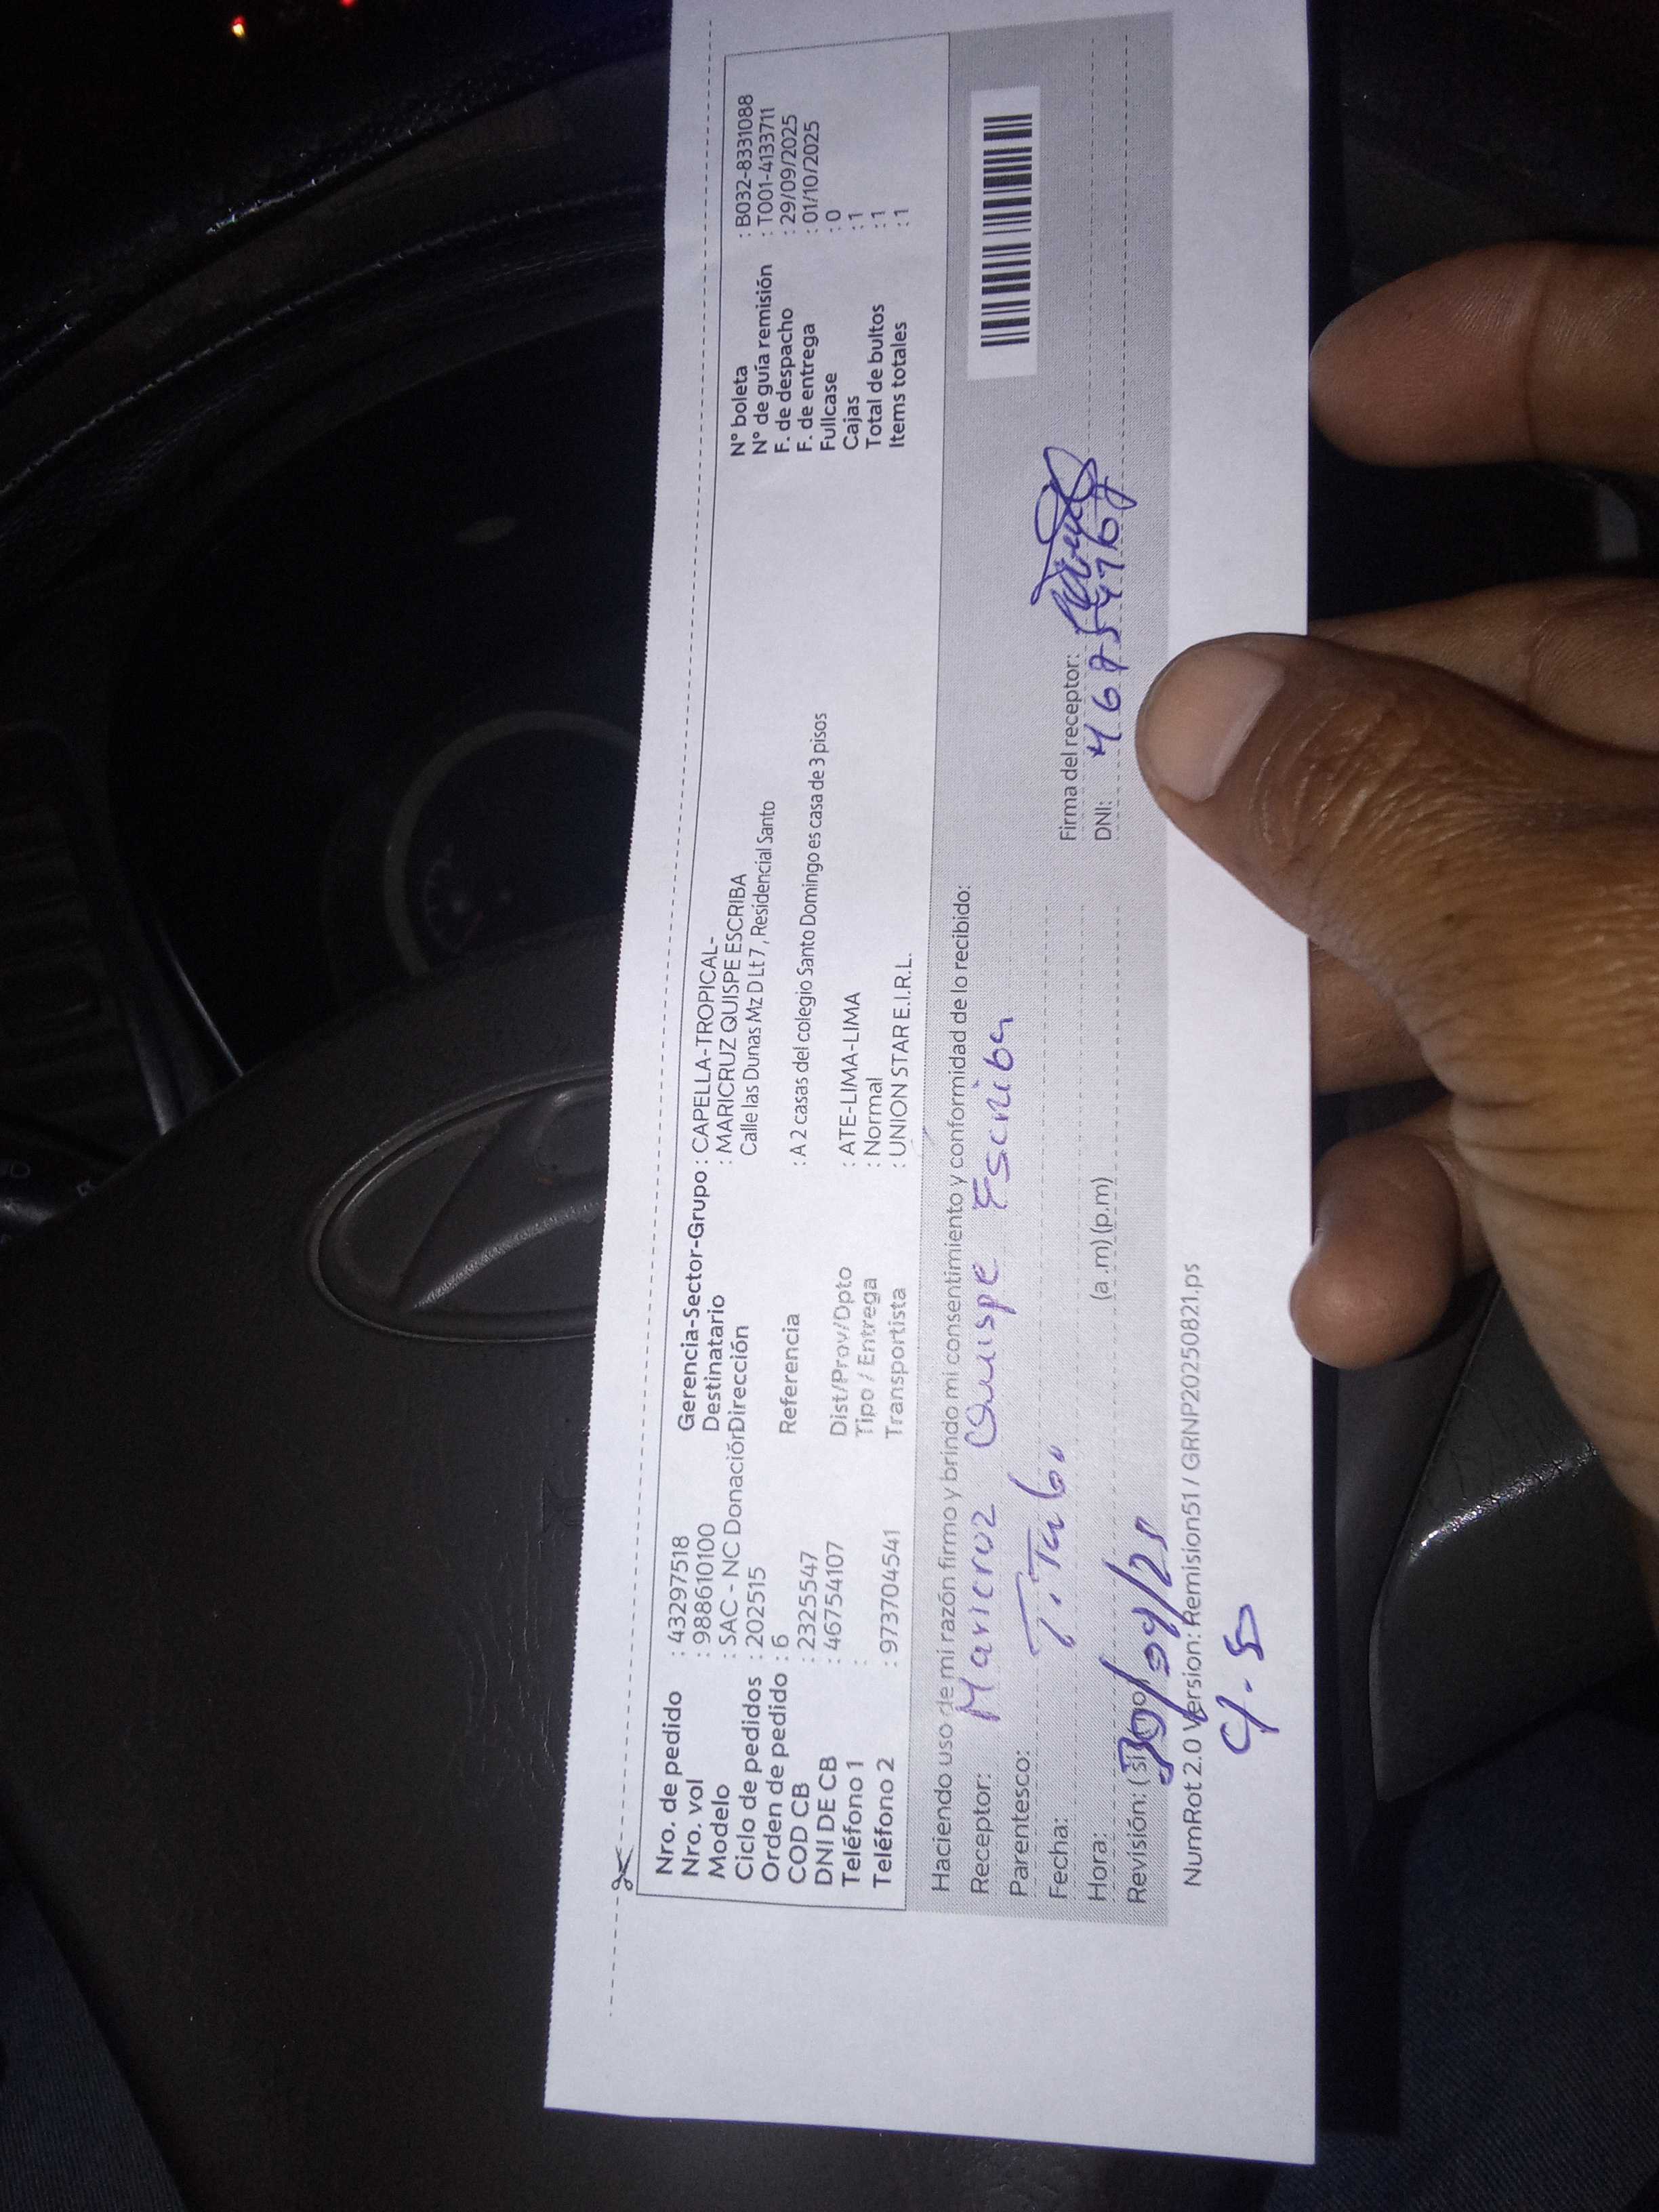 Nro. de pedido : 43297518
Nro. vol : 988610100
Modelo : SAC - NC Donación
Ciclo de pedidos : 202515
Orden de pedido : 6
COD CB : 2325547
DNI DE CB : 46754107
Teléfono 1 :
Teléfono 2 : 973704541
Gerencia-Sector-Grupo : CAPELLA-TROPICAL-
Destinatario : MARICRUZ QUISPE ESCRIBA
Dirección Calle las Dunas Mz D Lt 7, Residencial Santo
Referencia : A 2 casas del colegio Santo Domingo es casa de 3 pisos
Dist/Prov/Dpto : ATE-LIMA-LIMA
Tipo / Entrega : Normal
Transportista : UNION STAR E.I.R.L.
N° boleta : B032-8331088
N° de guía remisión : T001-4133711
F. de despacho : 29/09/2025
F. de entrega : 01/10/2025
Fullcase : 0
Cajas : 1
Total de bultos : 1
Items totales : 1
Haciendo uso de mi razón firmo y brindo mi consentimiento y conformidad de lo recibido:
Receptor: Maricruz Quispe Escriba
Parentesco: Titular
Fecha:
Firma del receptor:
Hora: (a.m) (p.m)
DNI:
Revisión: (si)
NumRot 2.0 Version: Remision51 / GRNP20250821.ps